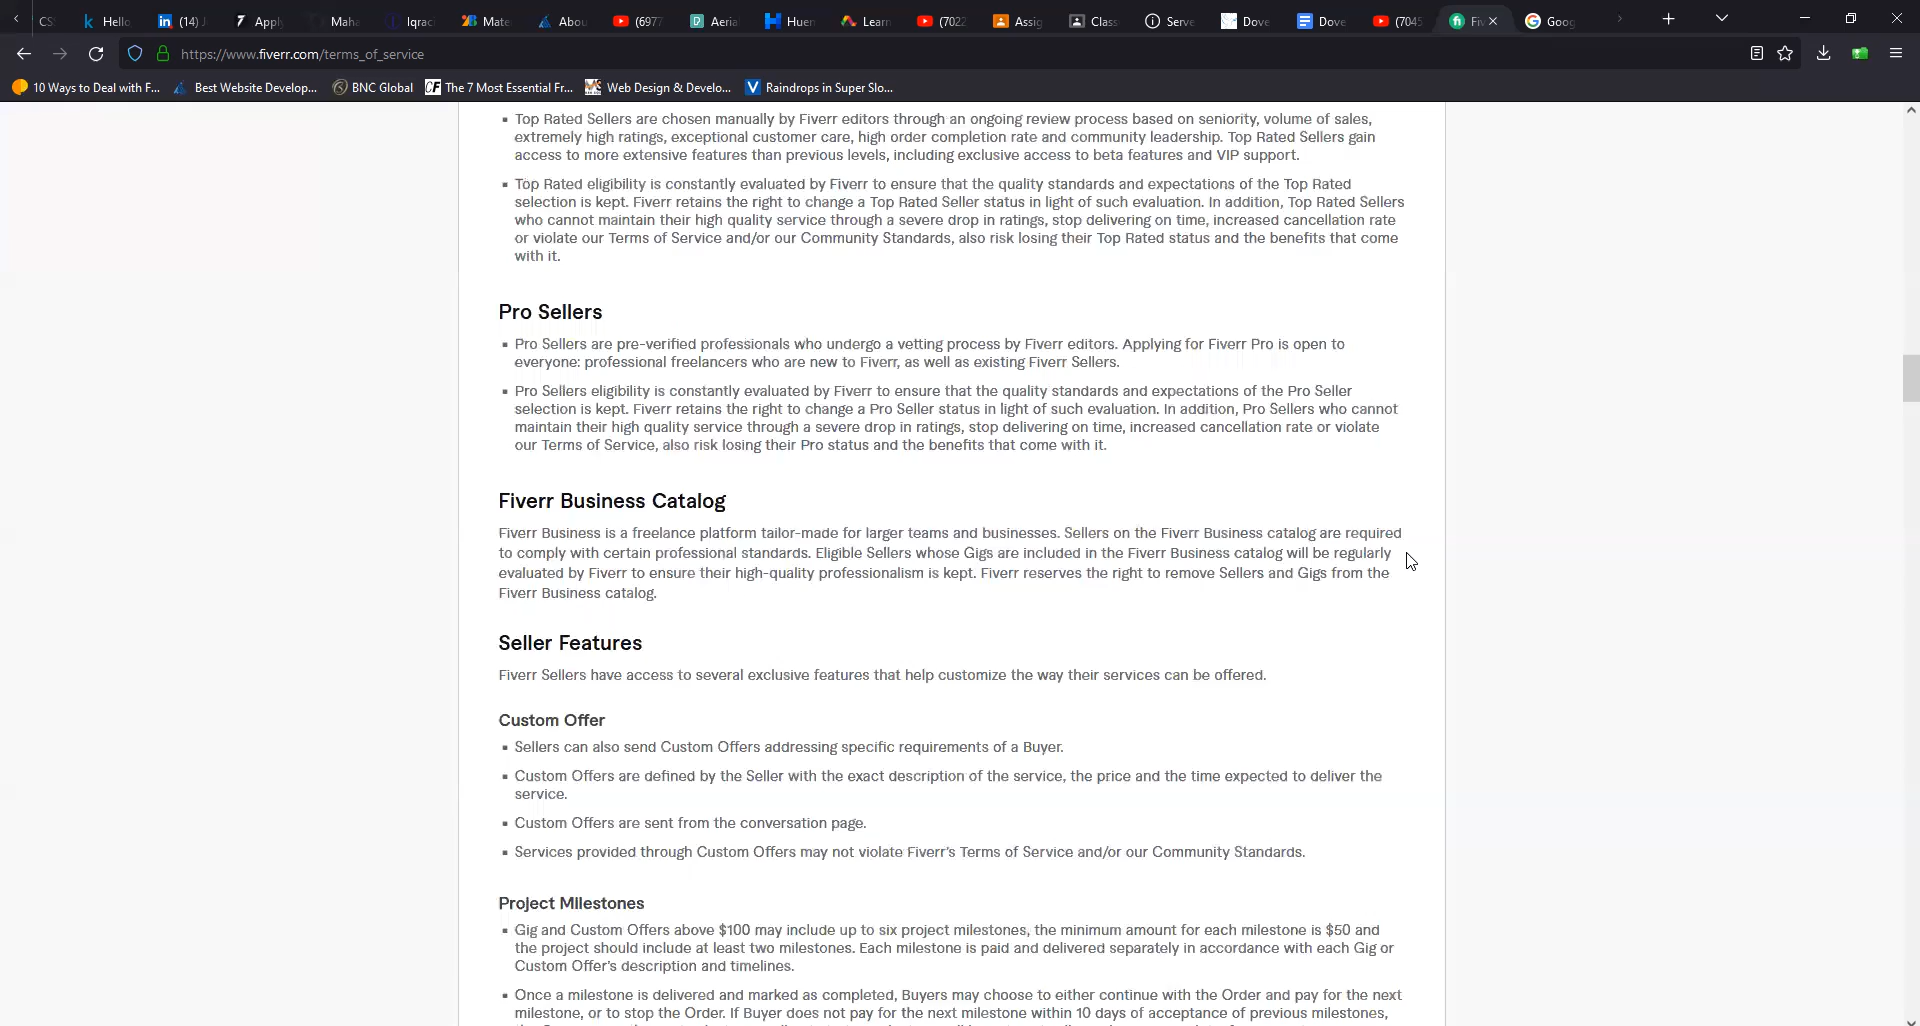 CS Hello (14) J Apply Maha Iqrac Mate Abou (6977 Aeria Huen Learn (7022 Assig Class Serve Dove Dove (7045 Fiv Goog
https://www.fiverr.com/terms_of_service
10 Ways to Deal with F... Best Website Develop... BNC Global The 7 Most Essential Fr... Web Design & Develo... Raindrops in Super Slo...
▪ Top Rated Sellers are chosen manually by Fiverr editors through an ongoing review process based on seniority, volume of sales,
extremely high ratings, exceptional customer care, high order completion rate and community leadership. Top Rated Sellers gain
access to more extensive features than previous levels, including exclusive access to beta features and VIP support.
▪ Top Rated eligibility is constantly evaluated by Fiverr to ensure that the quality standards and expectations of the Top Rated
selection is kept. Fiverr retains the right to change a Top Rated Seller status in light of such evaluation. In addition, Top Rated Sellers
who cannot maintain their high quality service through a severe drop in ratings, stop delivering on time, increased cancellation rate
or violate our Terms of Service and/or our Community Standards, also risk losing their Top Rated status and the benefits that come
with it.
Pro Sellers
▪ Pro Sellers are pre-verified professionals who undergo a vetting process by Fiverr editors. Applying for Fiverr Pro is open to
everyone: professional freelancers who are new to Fiverr, as well as existing Fiverr Sellers.
▪ Pro Sellers eligibility is constantly evaluated by Fiverr to ensure that the quality standards and expectations of the Pro Seller
selection is kept. Fiverr retains the right to change a Pro Seller status in light of such evaluation. In addition, Pro Sellers who cannot
maintain their high quality service through a severe drop in ratings, stop delivering on time, increased cancellation rate or violate
our Terms of Service, also risk losing their Pro status and the benefits that come with it.
Fiverr Business Catalog
Fiverr Business is a freelance platform tailor-made for larger teams and businesses. Sellers on the Fiverr Business catalog are required
to comply with certain professional standards. Eligible Sellers whose Gigs are included in the Fiverr Business catalog will be regularly
evaluated by Fiverr to ensure their high-quality professionalism is kept. Fiverr reserves the right to remove Sellers and Gigs from the
Fiverr Business catalog.
Seller Features
Fiverr Sellers have access to several exclusive features that help customize the way their services can be offered.
Custom Offer
▪ Sellers can also send Custom Offers addressing specific requirements of a Buyer.
▪ Custom Offers are defined by the Seller with the exact description of the service, the price and the time expected to deliver the
service.
▪ Custom Offers are sent from the conversation page.
▪ Services provided through Custom Offers may not violate Fiverr's Terms of Service and/or our Community Standards.
Project Milestones
▪ Gig and Custom Offers above $100 may include up to six project milestones, the minimum amount for each milestone is $50 and
the project should include at least two milestones. Each milestone is paid and delivered separately in accordance with each Gig or
Custom Offer's description and timelines.
▪ Once a milestone is delivered and marked as completed, Buyers may choose to either continue with the Order and pay for the next
milestone, or to stop the Order. If Buyer does not pay for the next milestone within 10 days of acceptance of previous milestones,